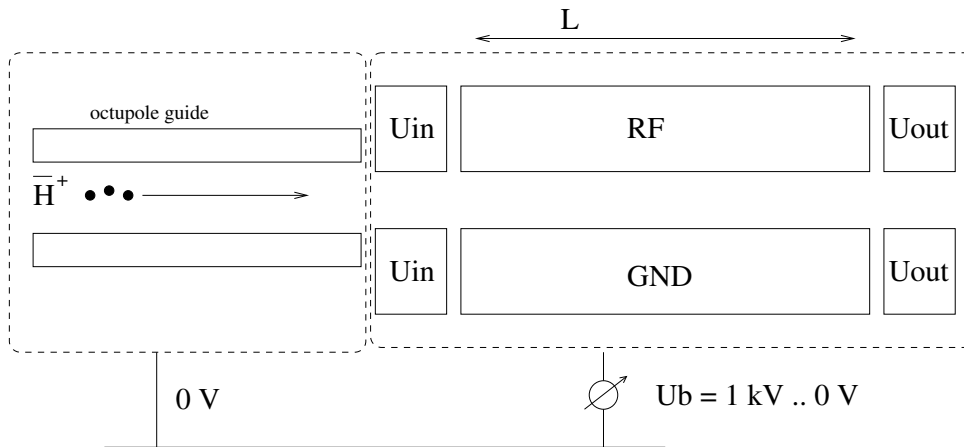 L
octupole guide
Uin
RF
Uout
H̅⁺
Uin
GND
Uout
0 V
Ub = 1 kV .. 0 V